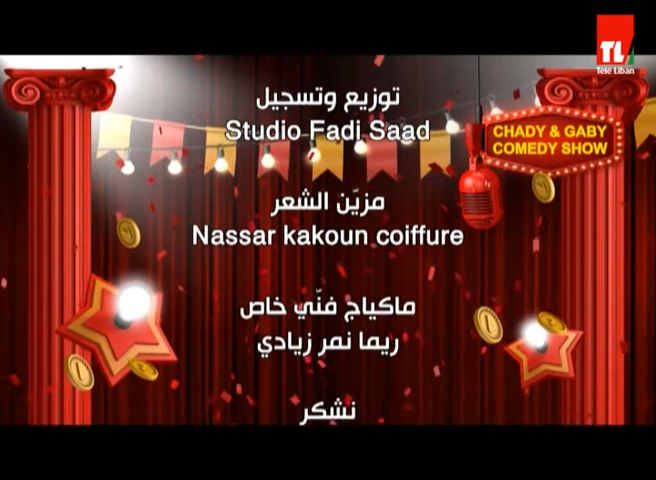 TL
Télé Liban
CHADY & GABY
COMEDY SHOW
توزيع وتسجيل
Studio Fadi Saad
مزيّن الشعر
Nassar kakoun coiffure
ماكياج فنّي خاص
ريما نمر زيادي
نشكر